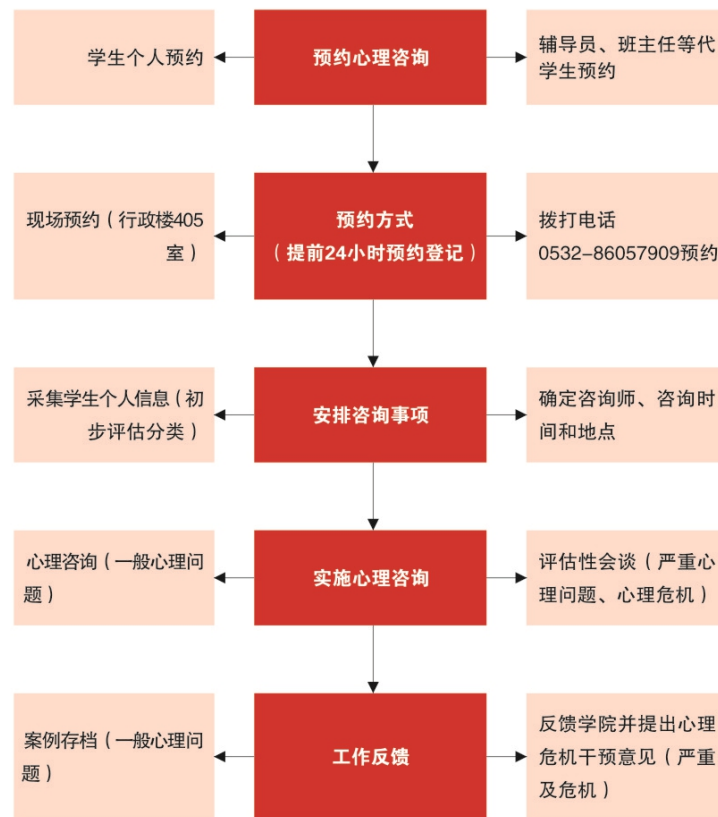 学生个人预约
预约心理咨询
辅导员、班主任等代
学生预约
现场预约（行政楼405
室）
预约方式
（提前24小时预约登记）
拨打电话
0532-86057909预约
采集学生个人信息（初
步评估分类）
安排咨询事项
确定咨询师、咨询时
间和地点
心理咨询（一般心理问
题）
实施心理咨询
评估性会谈（严重心
理问题、心理危机）
案例存档（一般心理问
题）
工作反馈
反馈学院并提出心理
危机干预意见（严重
及危机）